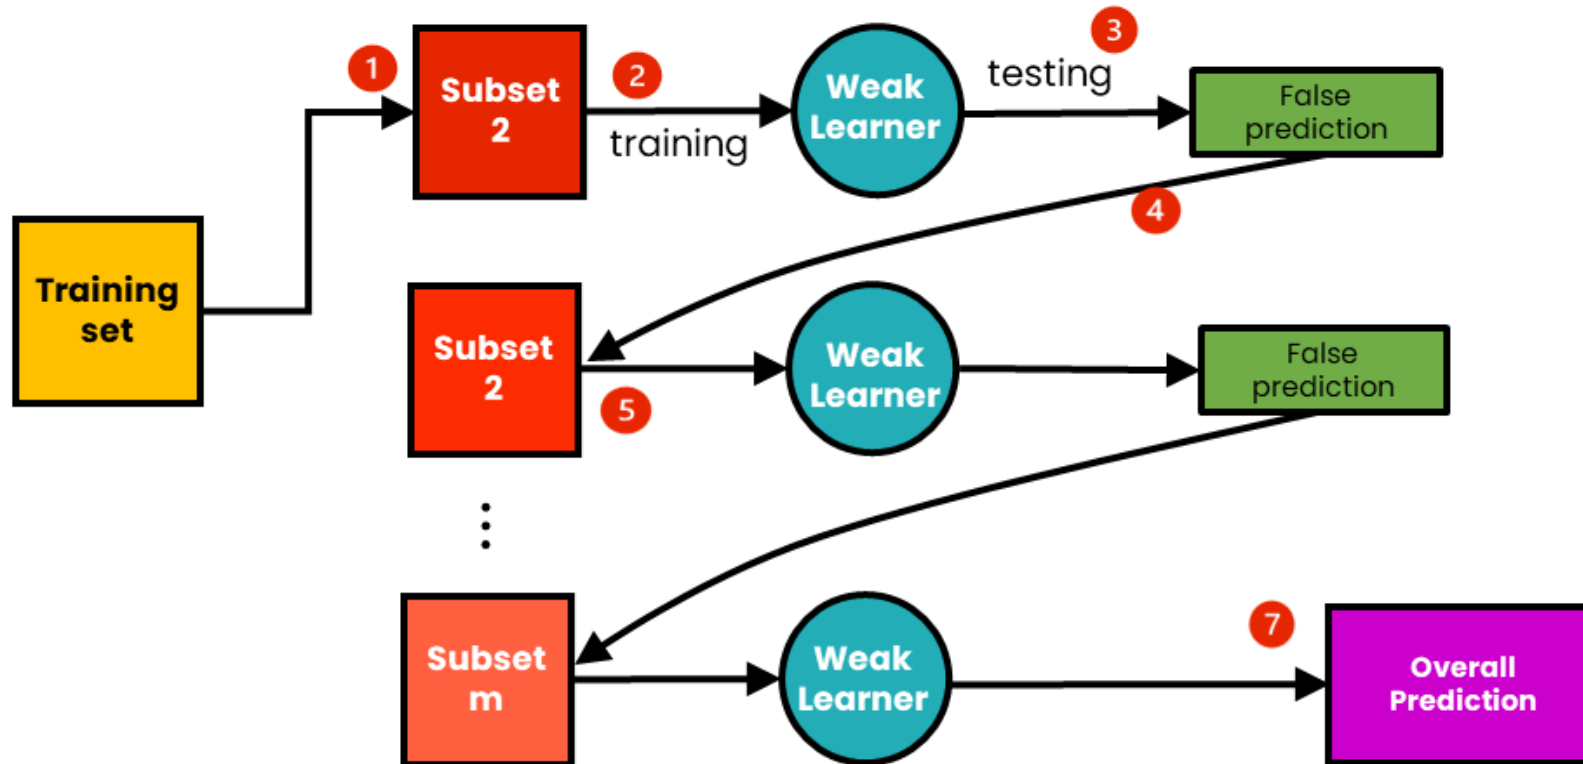 1
Subset
2
2
training
Weak
Learner
3
testing
False
prediction
4
Training
set
Subset
2
5
Weak
Learner
False
prediction
Subset
m
Weak
Learner
7
Overall
Prediction